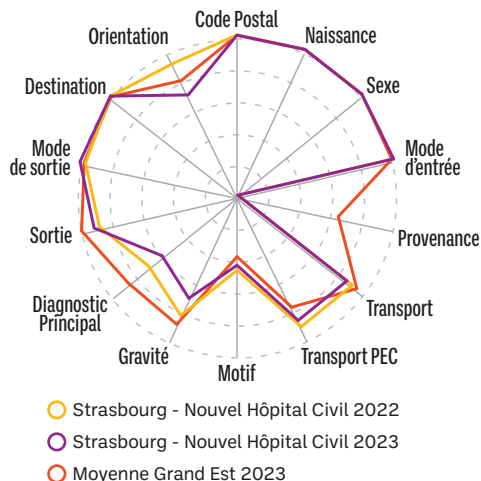 Code Postal
Orientation
Naissance
Destination
Sexe
Mode
de sortie
Mode
d'entrée
Sortie
Provenance
Diagnostic
Principal
Transport
Gravité
Transport PEC
Motif
Strasbourg - Nouvel Hôpital Civil 2022
Strasbourg - Nouvel Hôpital Civil 2023
Moyenne Grand Est 2023